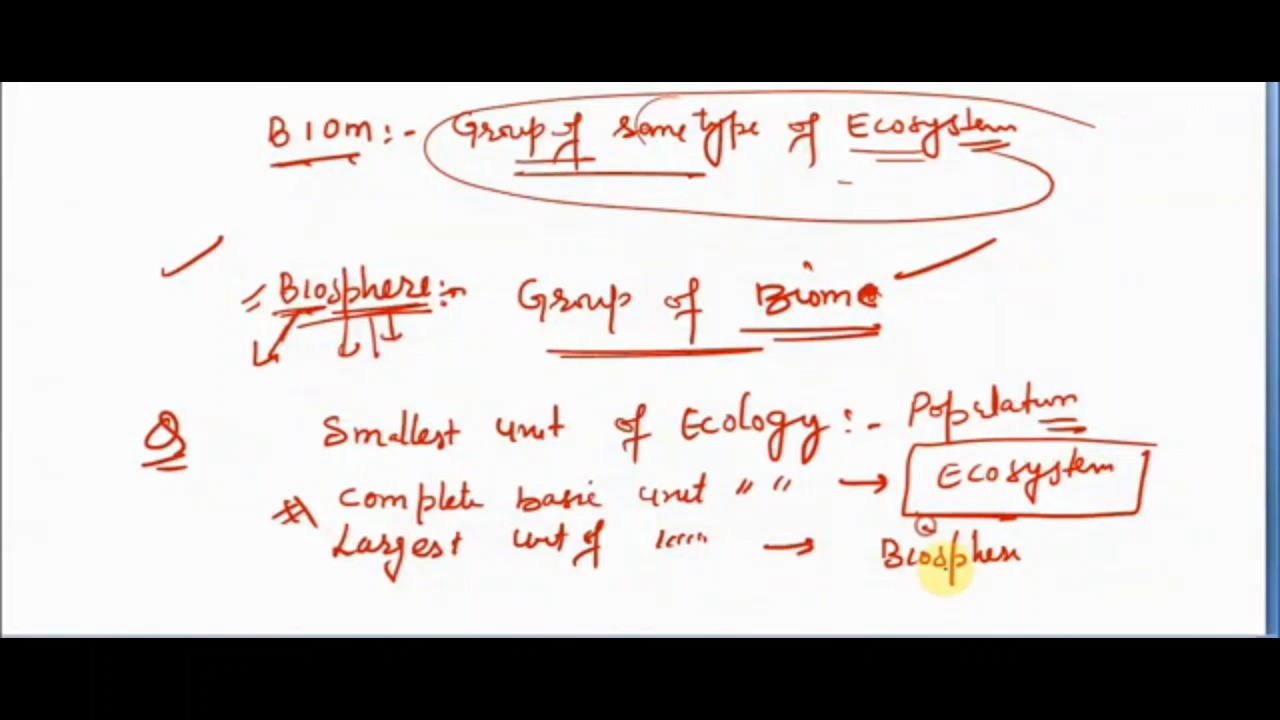 BIOm :- Group of same type of Ecosystem
Biosphere :- Group of Biome
Q Smallest unit of Ecology :- Population
* Complete basic unit " " → Ecosystem
Largest unit of " " → Biosphere